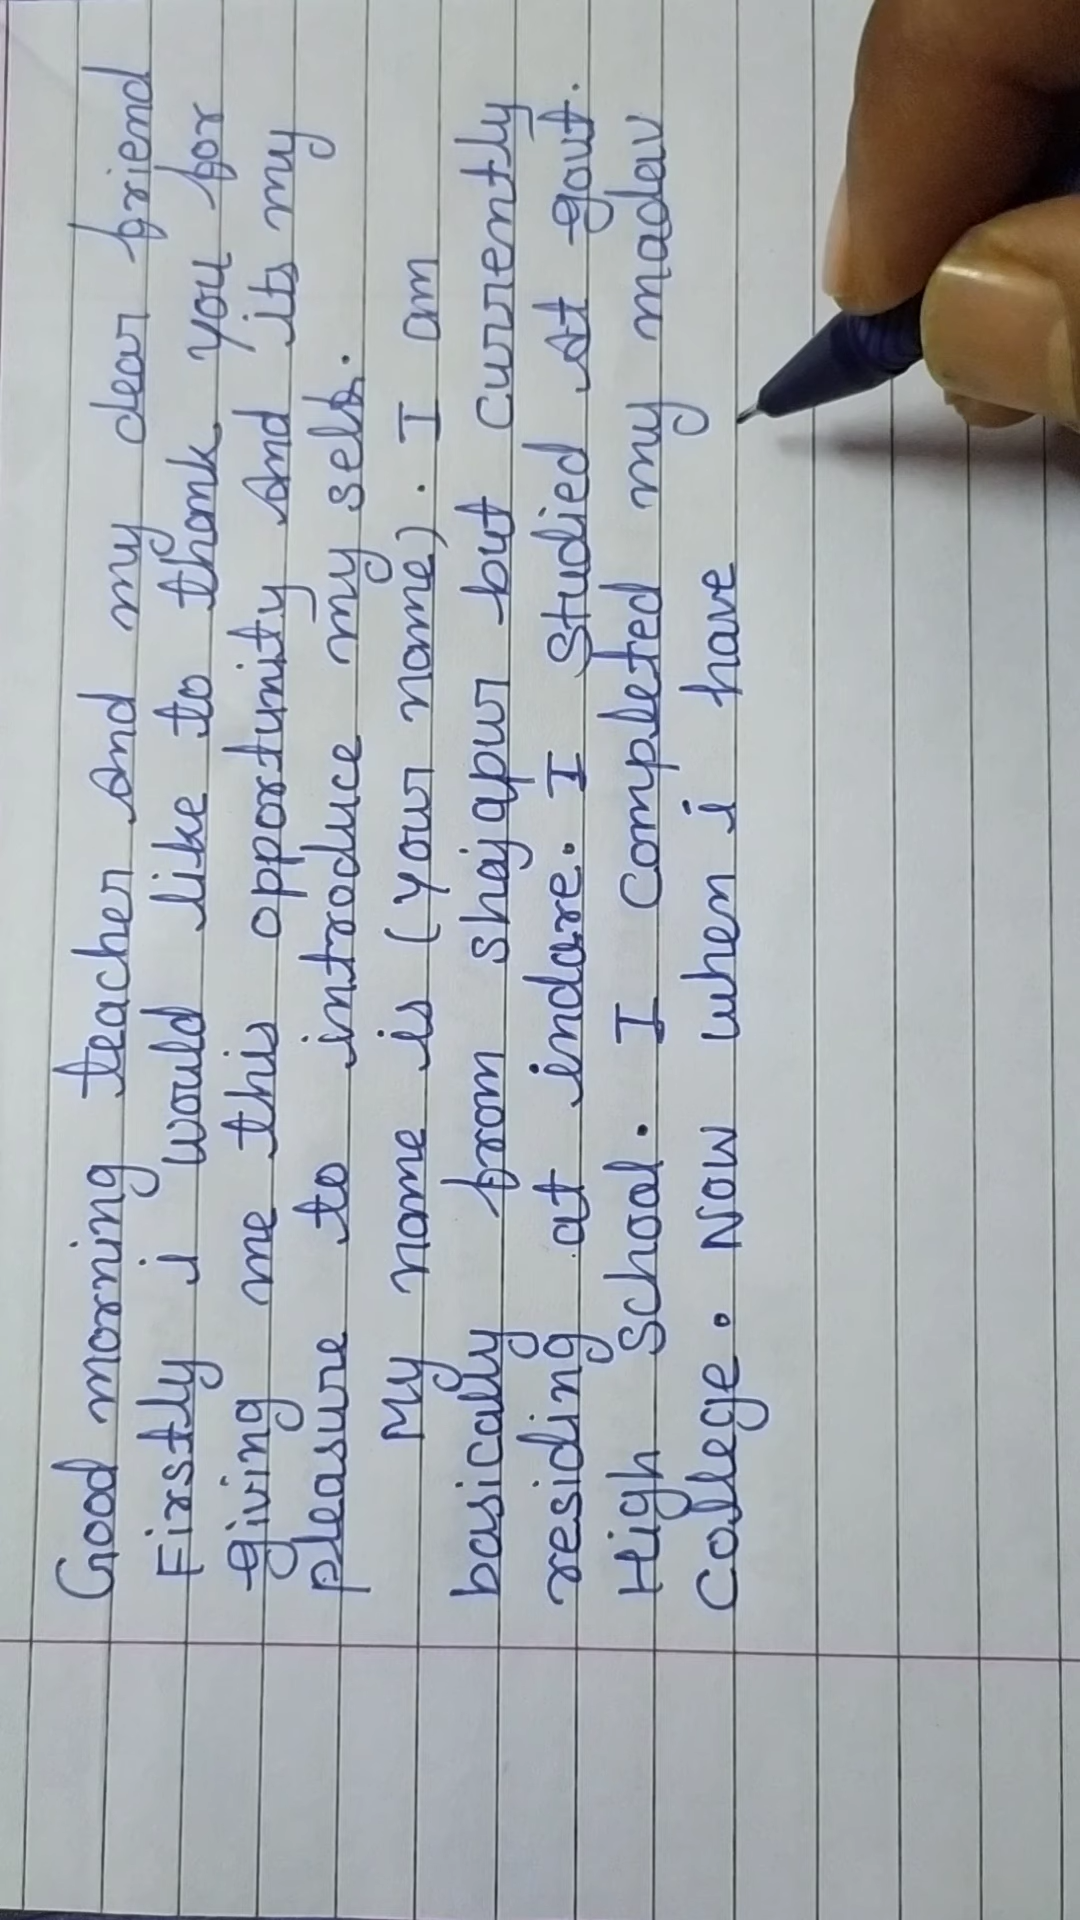 Good morning teacher and my dear friend
Firstly i would like to thank you for
giving me this opportunity and its my
pleasure to introduce my self.
My name is (your name). I am
basically from shajapur but currently
residing at indore. I studied at govt.
High School. I completed my madav
College. Now when i have